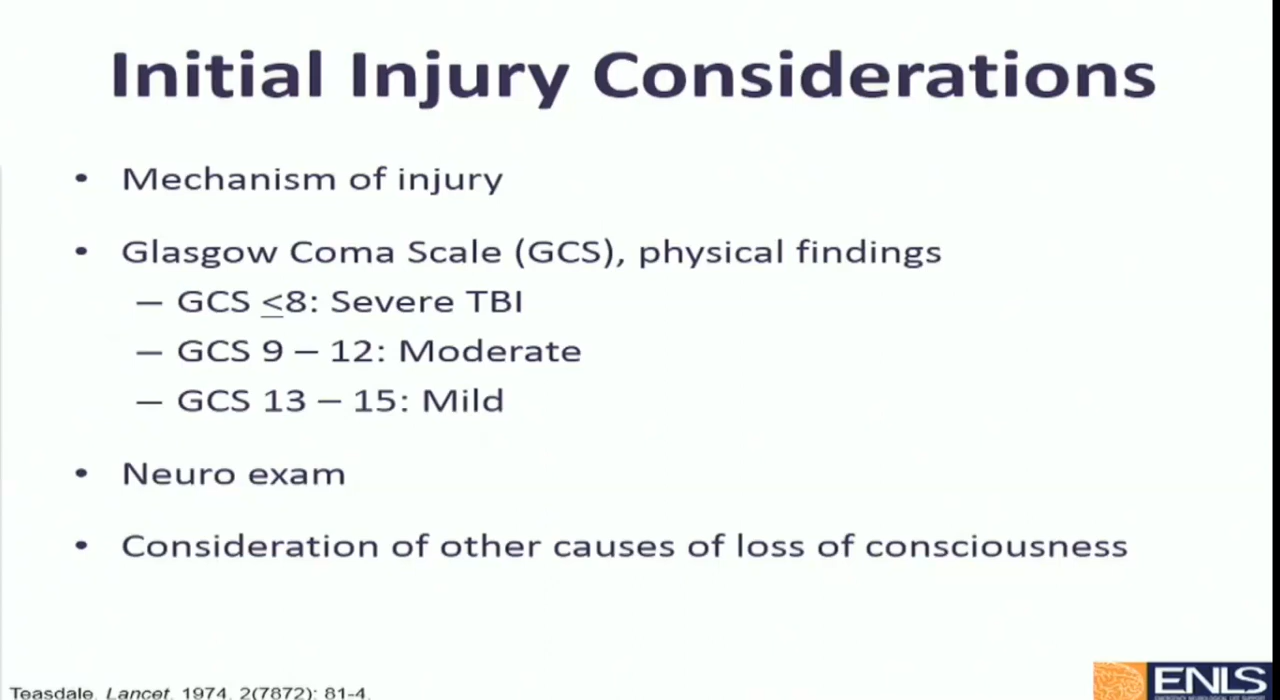 Initial Injury Considerations
• Mechanism of injury
• Glasgow Coma Scale (GCS), physical findings
– GCS ≤8: Severe TBI
– GCS 9 – 12: Moderate
– GCS 13 – 15: Mild
• Neuro exam
• Consideration of other causes of loss of consciousness
Teasdale. Lancet. 1974. 2(7872): 81-4.
ENLS